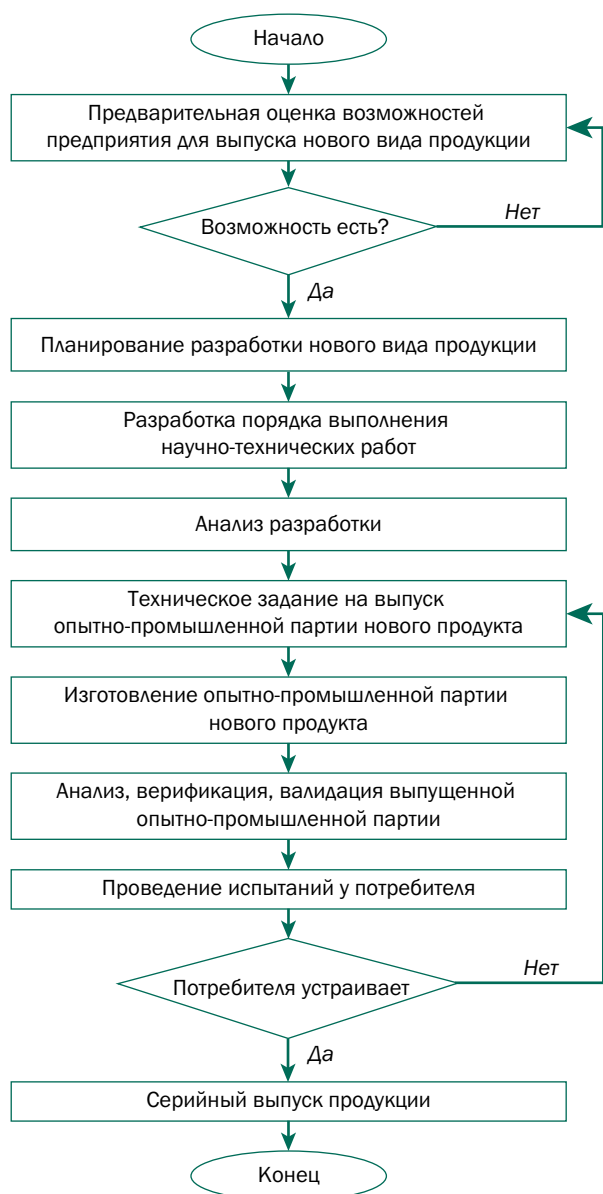 Начало
Предварительная оценка возможностей
предприятия для выпуска нового вида продукции
Возможность есть?
Нет
Да
Планирование разработки нового вида продукции
Разработка порядка выполнения
научно-технических работ
Анализ разработки
Техническое задание на выпуск
опытно-промышленной партии нового продукта
Изготовление опытно-промышленной партии
нового продукта
Анализ, верификация, валидация выпущенной
опытно-промышленной партии
Проведение испытаний у потребителя
Потребителя устраивает
Нет
Да
Серийный выпуск продукции
Конец